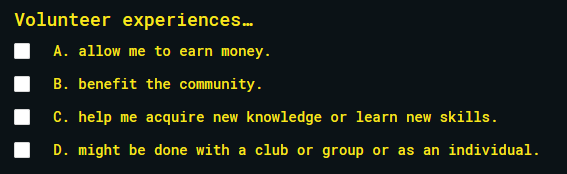 Volunteer experiences…
A. allow me to earn money.
B. benefit the community.
C. help me acquire new knowledge or learn new skills.
D. might be done with a club or group or as an individual.